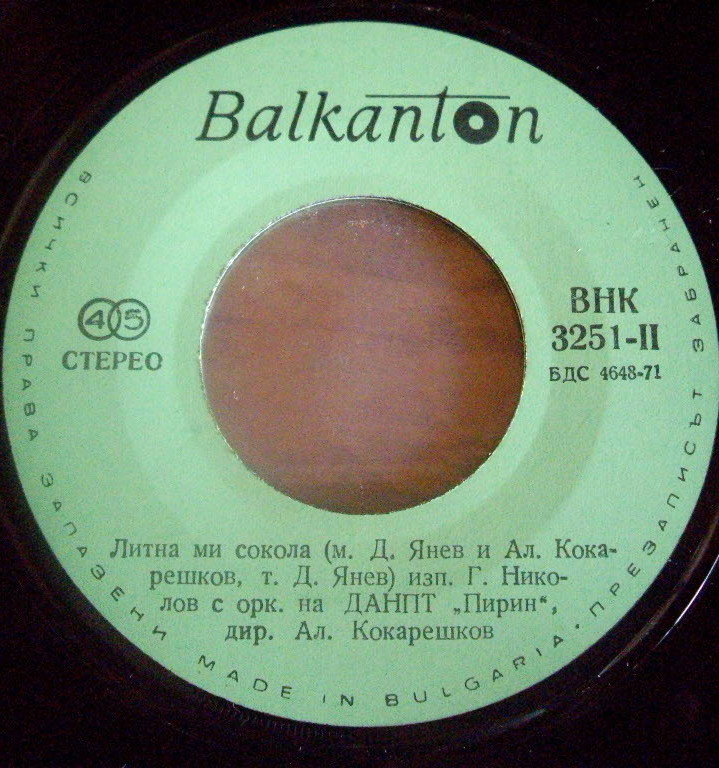 Balkanton
45
СТЕРЕО
ВНК
3251-II
БДС 4648-71
Литна ми сокола (м. Д. Янев и Ал. Кока-
решков, т. Д. Янев) изп. Г. Нико-
лов с орк. на ДАНПТ „Пирин“,
дир. Ал. Кокарешков
ВСИЧКИ ПРАВА ЗАПАЗЕНИ MADE IN BULGARIA · ПРЕЗАПИСЪТ ЗАБРАНЕН